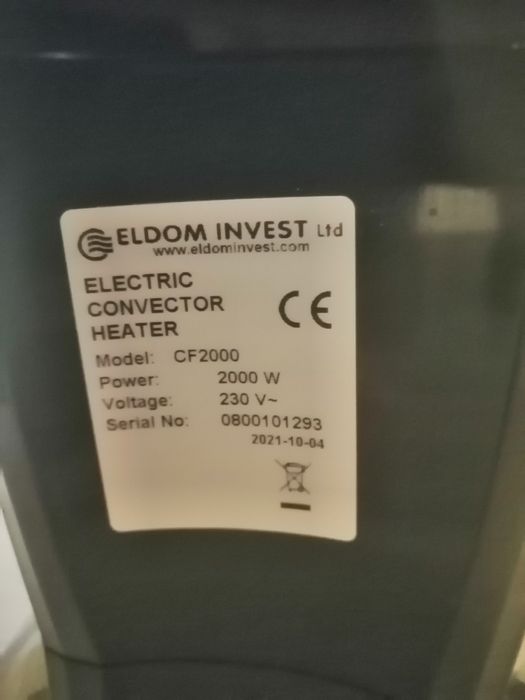 ELDOM INVEST Ltd
www.eldominvest.com
ELECTRIC
CONVECTOR
HEATER
CE
Model: CF2000
Power: 2000 W
Voltage: 230 V~
Serial No: 0800101293
2021-10-04